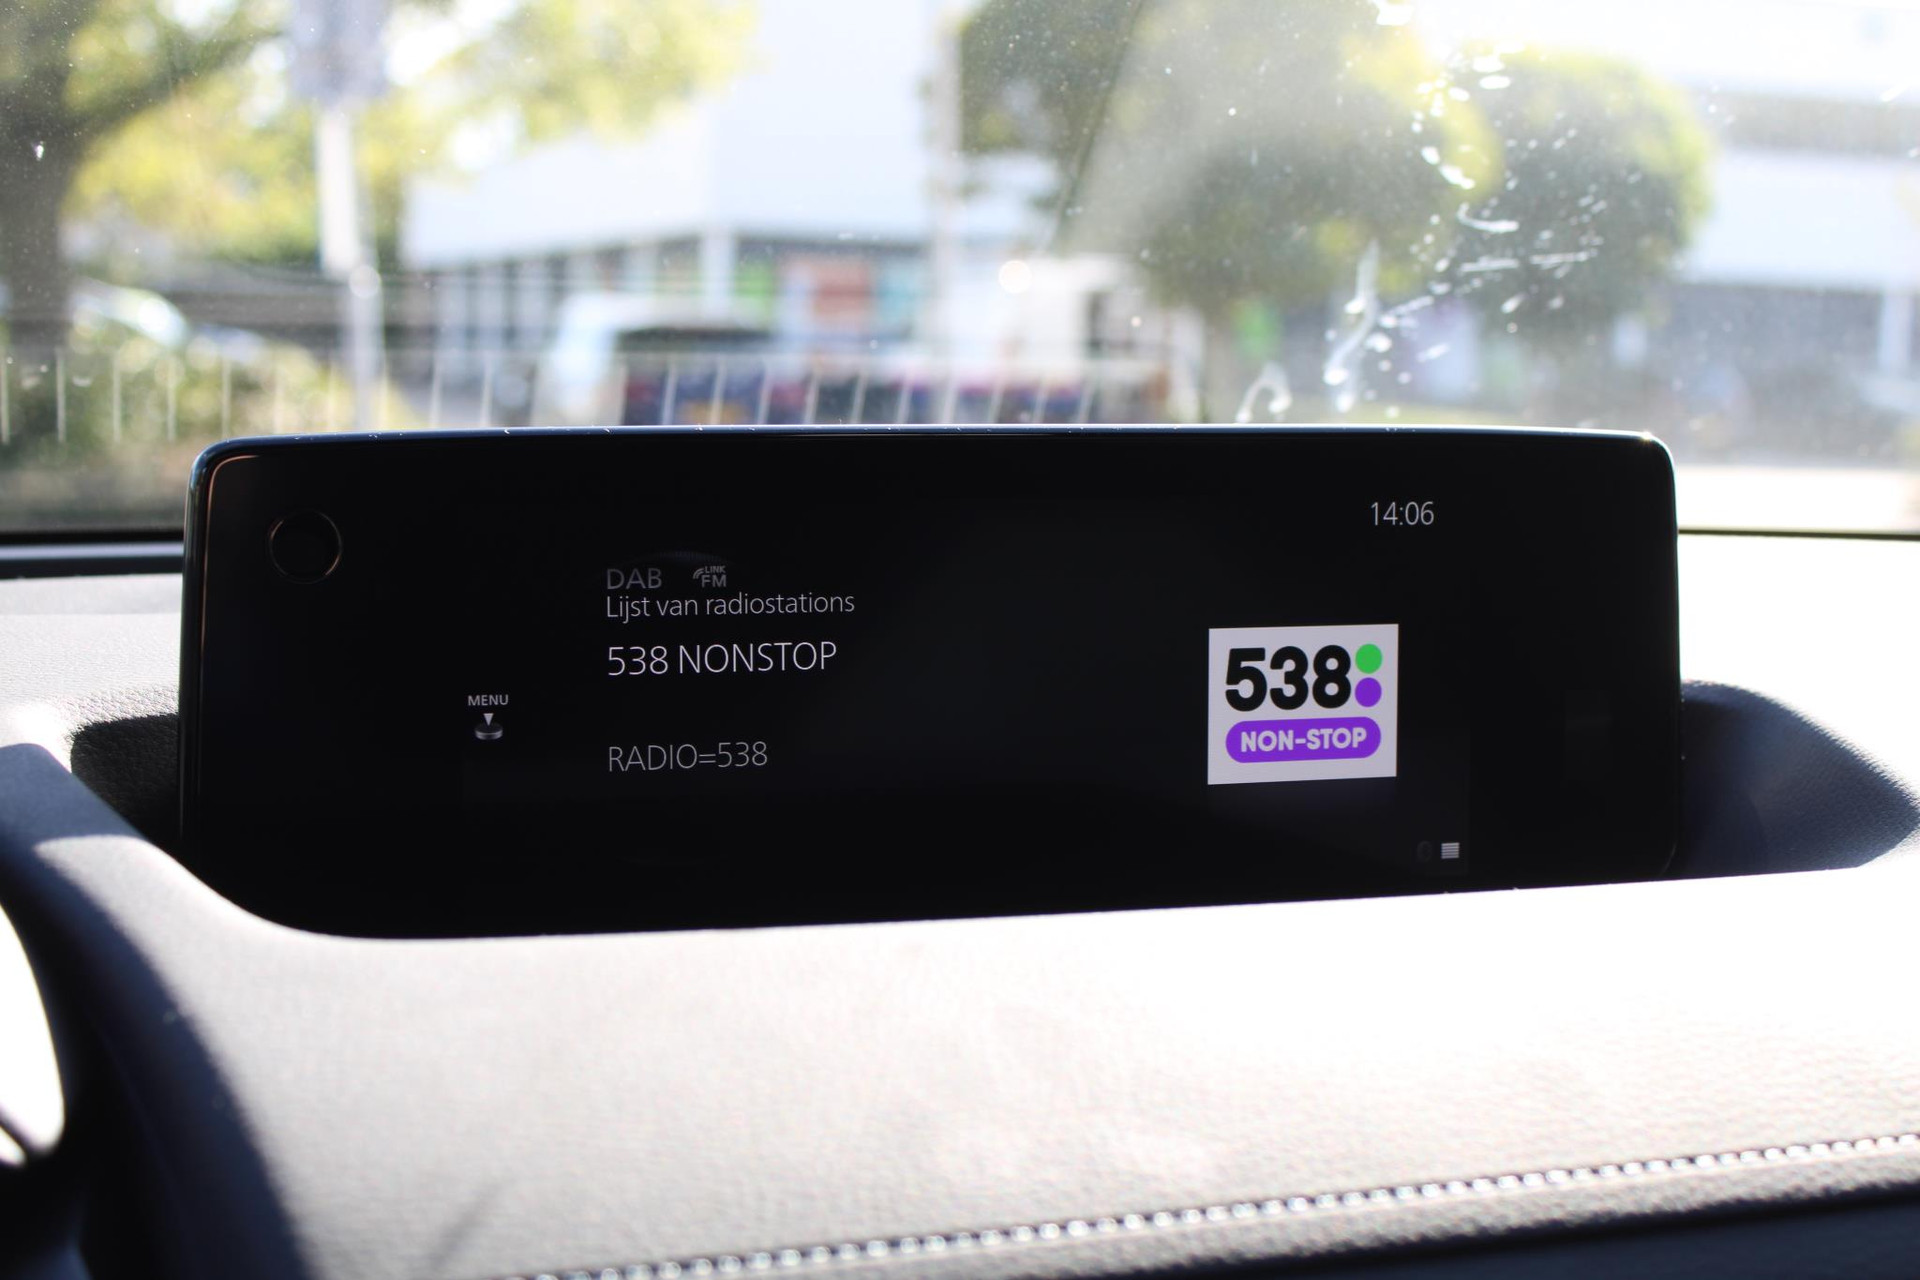 14:06
DAB LINK FM
Lijst van radiostations
538 NONSTOP
MENU
RADIO=538
538
NON-STOP